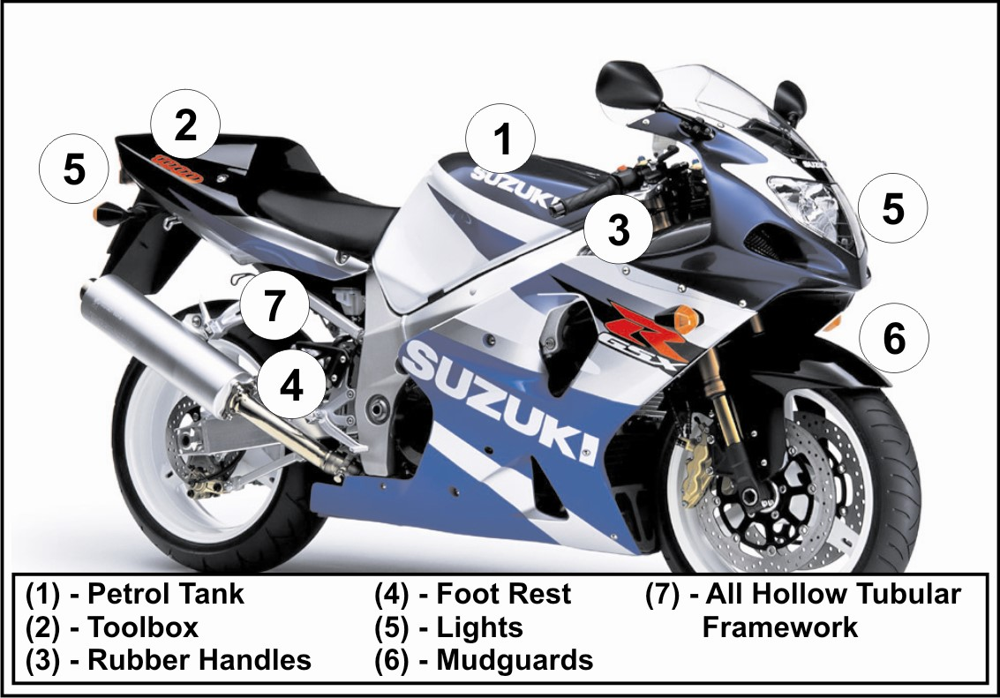 2
1
5
1000
SUZUKI
SUZUKI
5
3
7
6
R
GSX
4
SUZUKI
(1) - Petrol Tank
(2) - Toolbox
(3) - Rubber Handles
(4) - Foot Rest
(5) - Lights
(6) - Mudguards
(7) - All Hollow Tubular
Framework